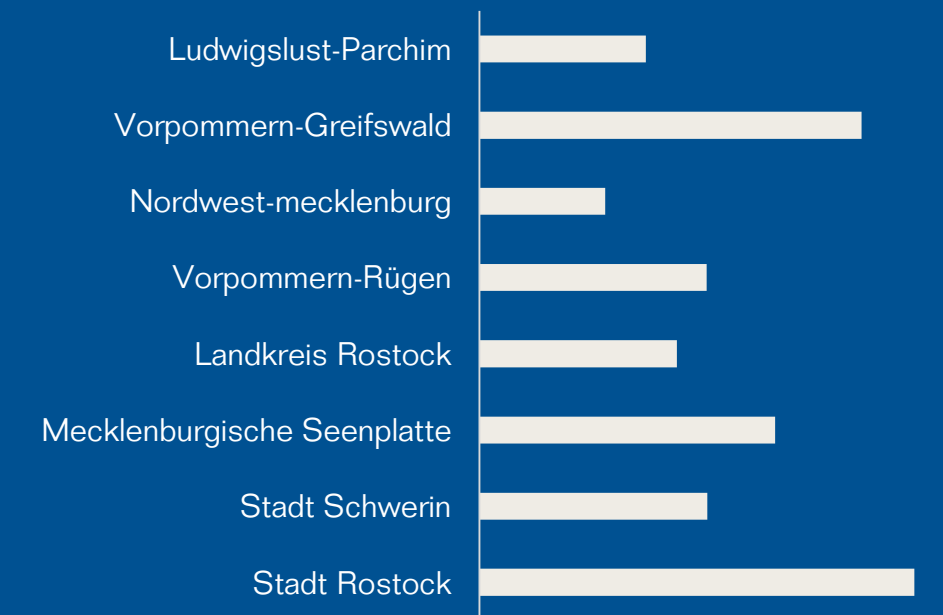 Ludwigslust-Parchim
Vorpommern-Greifswald
Nordwest-mecklenburg
Vorpommern-Rügen
Landkreis Rostock
Mecklenburgische Seenplatte
Stadt Schwerin
Stadt Rostock